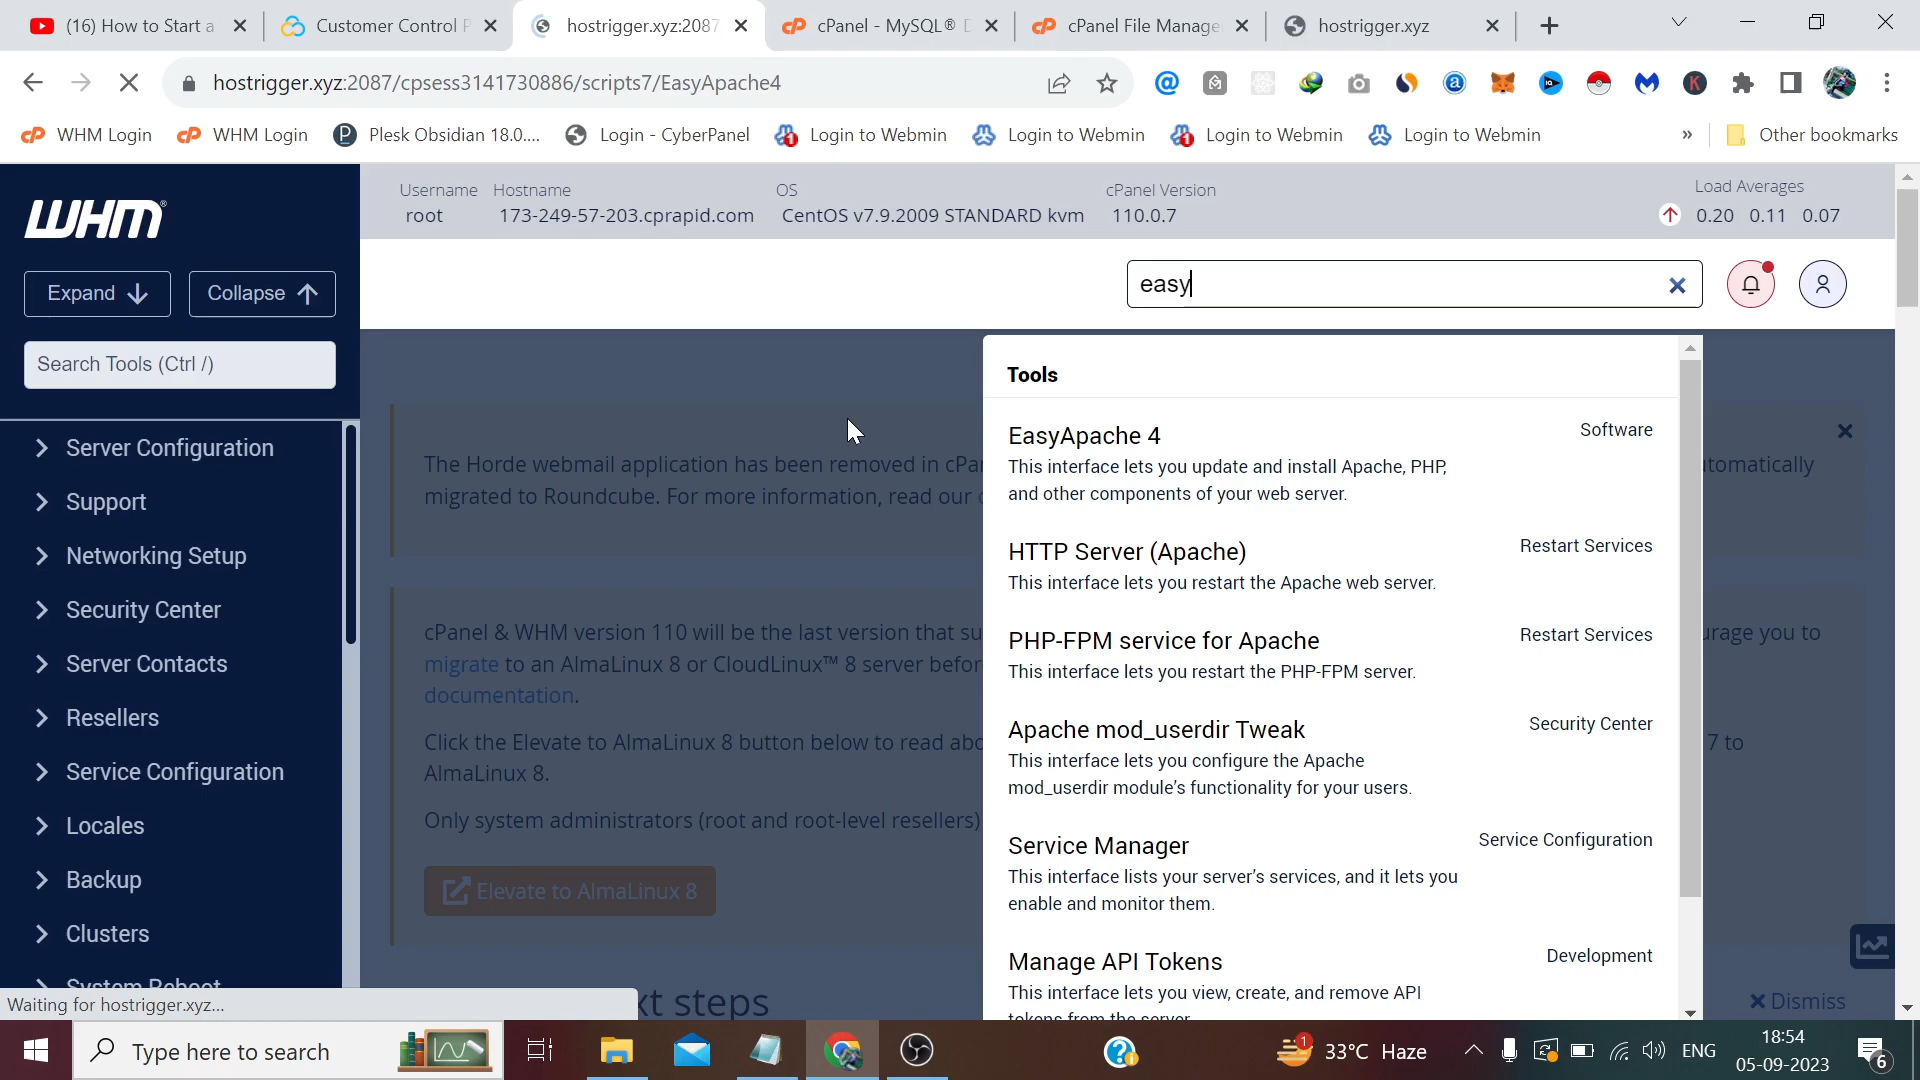 (16) How to Start a
Customer Control P
hostrigger.xyz:2087
cPanel - MySQL® D
cPanel File Manage
hostrigger.xyz
hostrigger.xyz:2087/cpsess3141730886/scripts7/EasyApache4
WHM Login
WHM Login
Plesk Obsidian 18.0....
Login - CyberPanel
Login to Webmin
Login to Webmin
Login to Webmin
Login to Webmin
»
Other bookmarks
WHM
Username
root
Hostname
173-249-57-203.cprapid.com
OS
CentOS v7.9.2009 STANDARD kvm
cPanel Version
110.0.7
Load Averages
0.20 0.11 0.07
Expand
Collapse
Search Tools (Ctrl /)
easy
Server Configuration
Support
Networking Setup
Security Center
Server Contacts
Resellers
Service Configuration
Locales
Backup
Clusters
System Reboot
The Horde webmail application has been removed in cPa
utomatically
migrated to Roundcube. For more information, read our
cPanel & WHM version 110 will be the last version that su
urage you to
migrate to an AlmaLinux 8 or CloudLinux™ 8 server befor
documentation.
Click the Elevate to AlmaLinux 8 button below to read abo
7 to
AlmaLinux 8.
Only system administrators (root and root-level resellers)
Elevate to AlmaLinux 8
xt steps
Dismiss
Tools
EasyApache 4
Software
This interface lets you update and install Apache, PHP,
and other components of your web server.
HTTP Server (Apache)
Restart Services
This interface lets you restart the Apache web server.
PHP-FPM service for Apache
Restart Services
This interface lets you restart the PHP-FPM server.
Apache mod_userdir Tweak
Security Center
This interface lets you configure the Apache
mod_userdir module’s functionality for your users.
Service Manager
Service Configuration
This interface lists your server’s services, and it lets you
enable and monitor them.
Manage API Tokens
Development
This interface lets you view, create, and remove API
tokens from the server
Waiting for hostrigger.xyz...
Type here to search
1
33°C Haze
ENG
18:54
05-09-2023
6